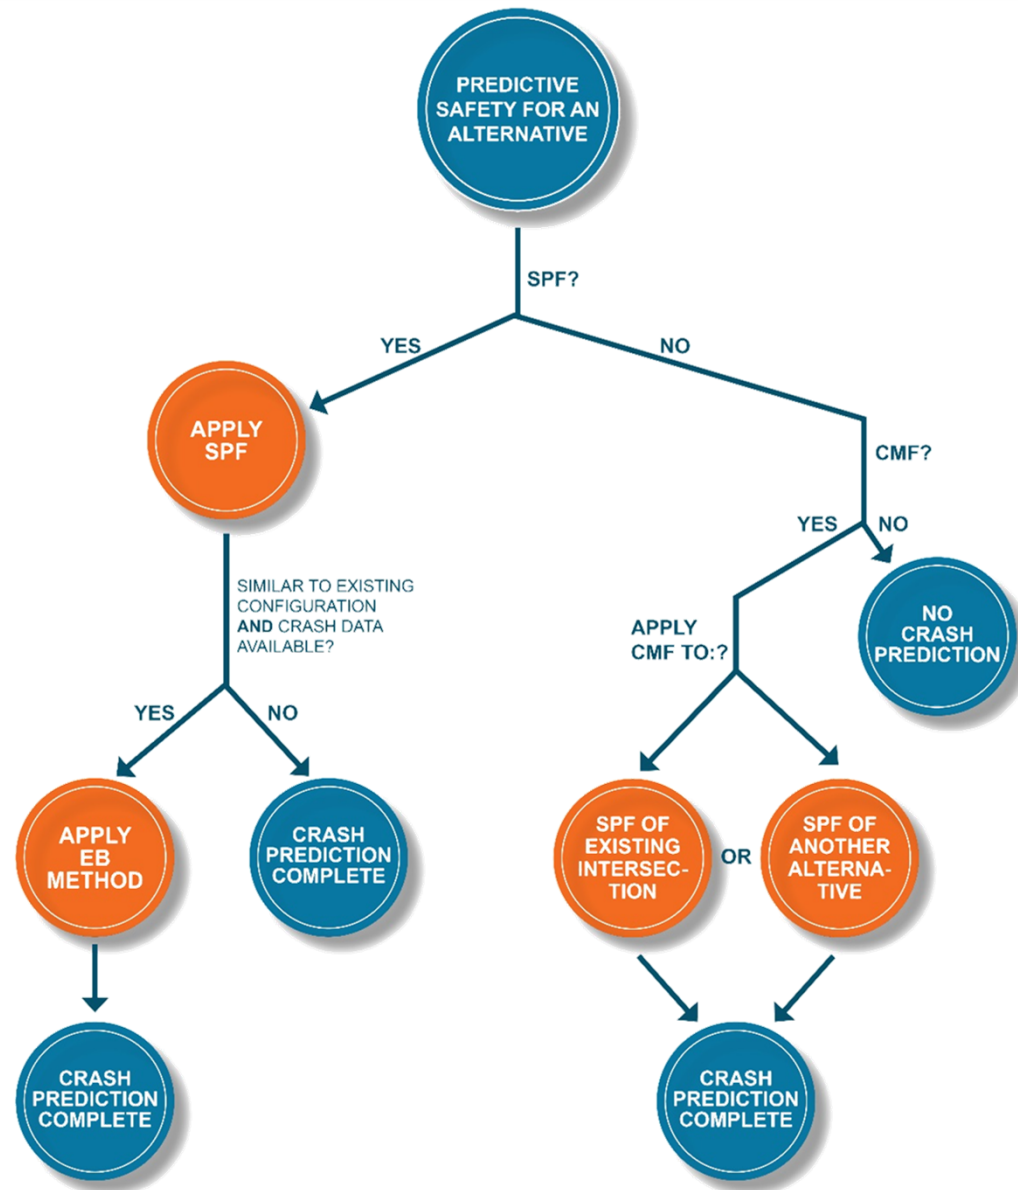 PREDICTIVE
SAFETY FOR AN
ALTERNATIVE
SPF?
YES
NO
APPLY
SPF
CMF?
YES
NO
SIMILAR TO EXISTING
CONFIGURATION
AND CRASH DATA
AVAILABLE?
APPLY
CMF TO:?
NO
CRASH
PREDICTION
YES
NO
APPLY
EB
METHOD
CRASH
PREDICTION
COMPLETE
SPF OF
EXISTING
INTERSEC-
TION
OR
SPF OF
ANOTHER
ALTERNA-
TIVE
CRASH
PREDICTION
COMPLETE
CRASH
PREDICTION
COMPLETE